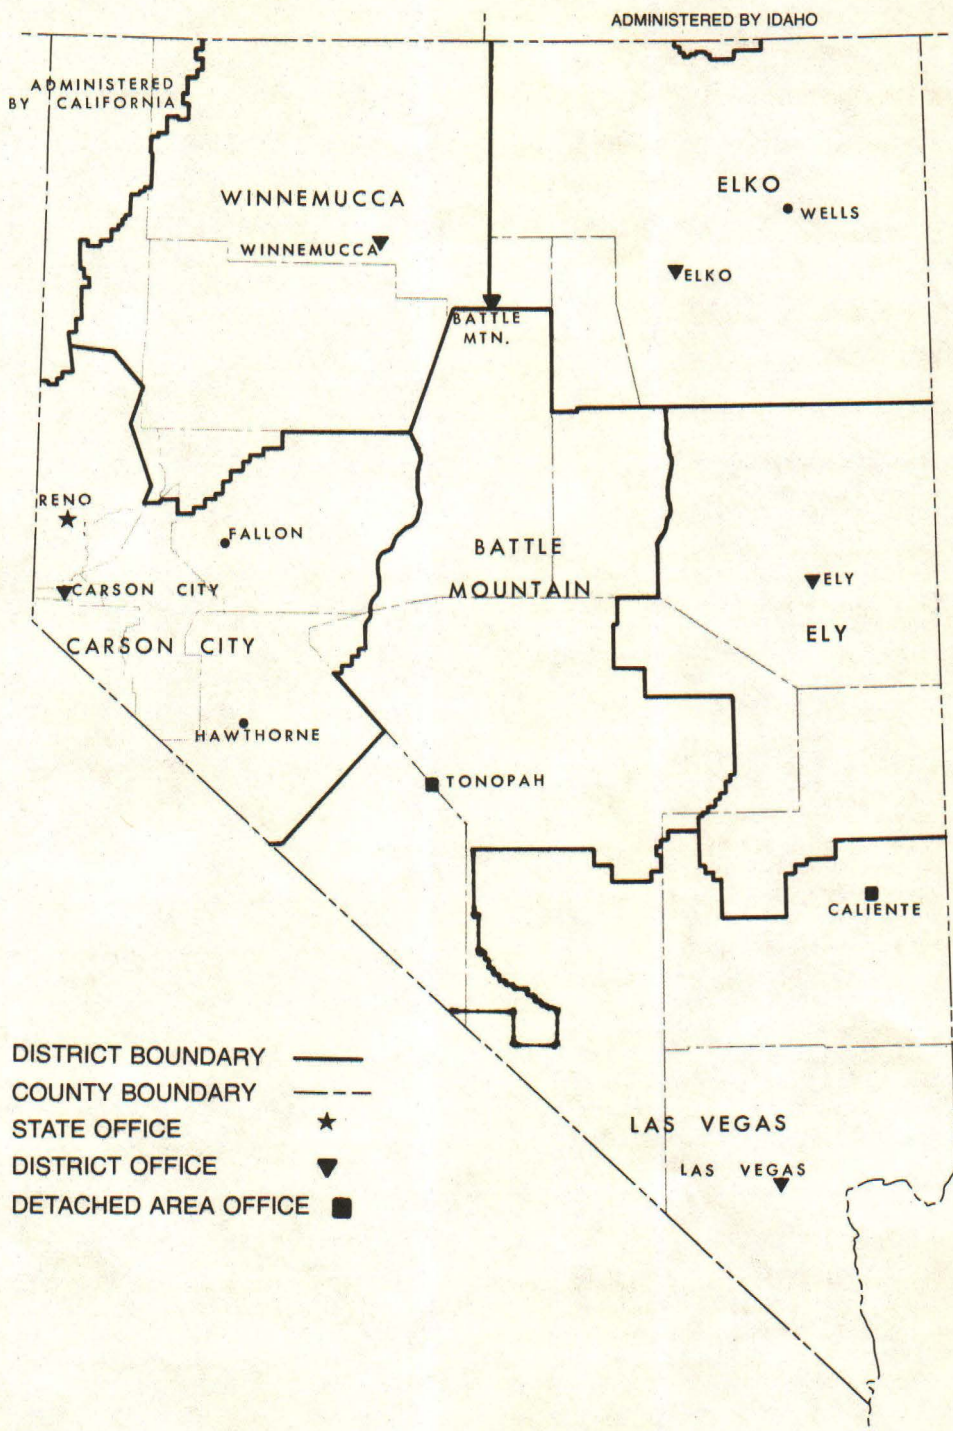 ADMINISTERED BY IDAHO
ADMINISTERED
BY CALIFORNIA
WINNEMUCCA
WINNEMUCCA
ELKO
WELLS
ELKO
BATTLE
MTN.
RENO
FALLON
CARSON CITY
CARSON CITY
HAWTHORNE
BATTLE
MOUNTAIN
ELY
ELY
TONOPAH
CALIENTE
DISTRICT BOUNDARY
COUNTY BOUNDARY
STATE OFFICE
DISTRICT OFFICE
DETACHED AREA OFFICE
LAS VEGAS
LAS VEGAS